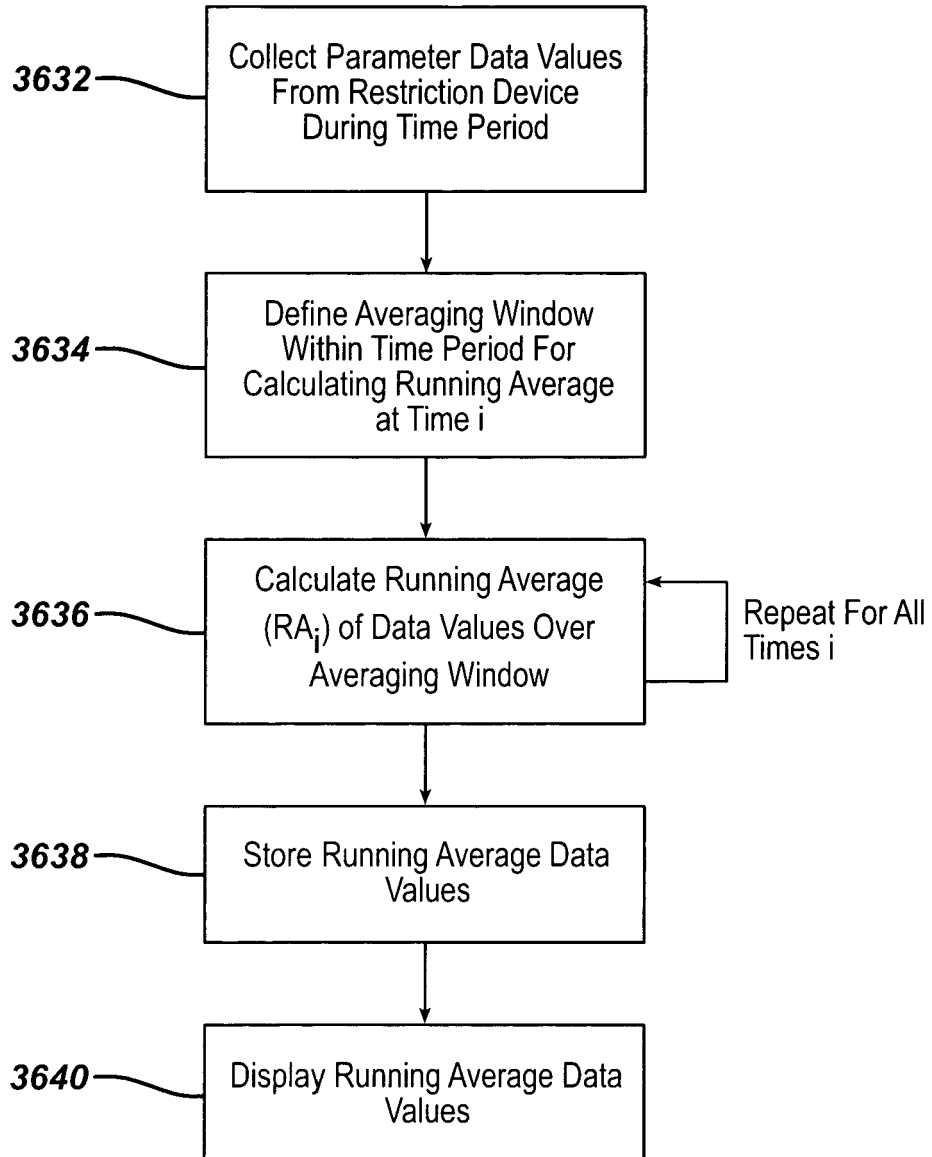 3632
Collect Parameter Data Values
From Restriction Device
During Time Period
3634
Define Averaging Window
Within Time Period For
Calculating Running Average
at Time i
3636
Calculate Running Average
(RAi) of Data Values Over
Averaging Window
Repeat For All
Times i
3638
Store Running Average Data
Values
3640
Display Running Average Data
Values